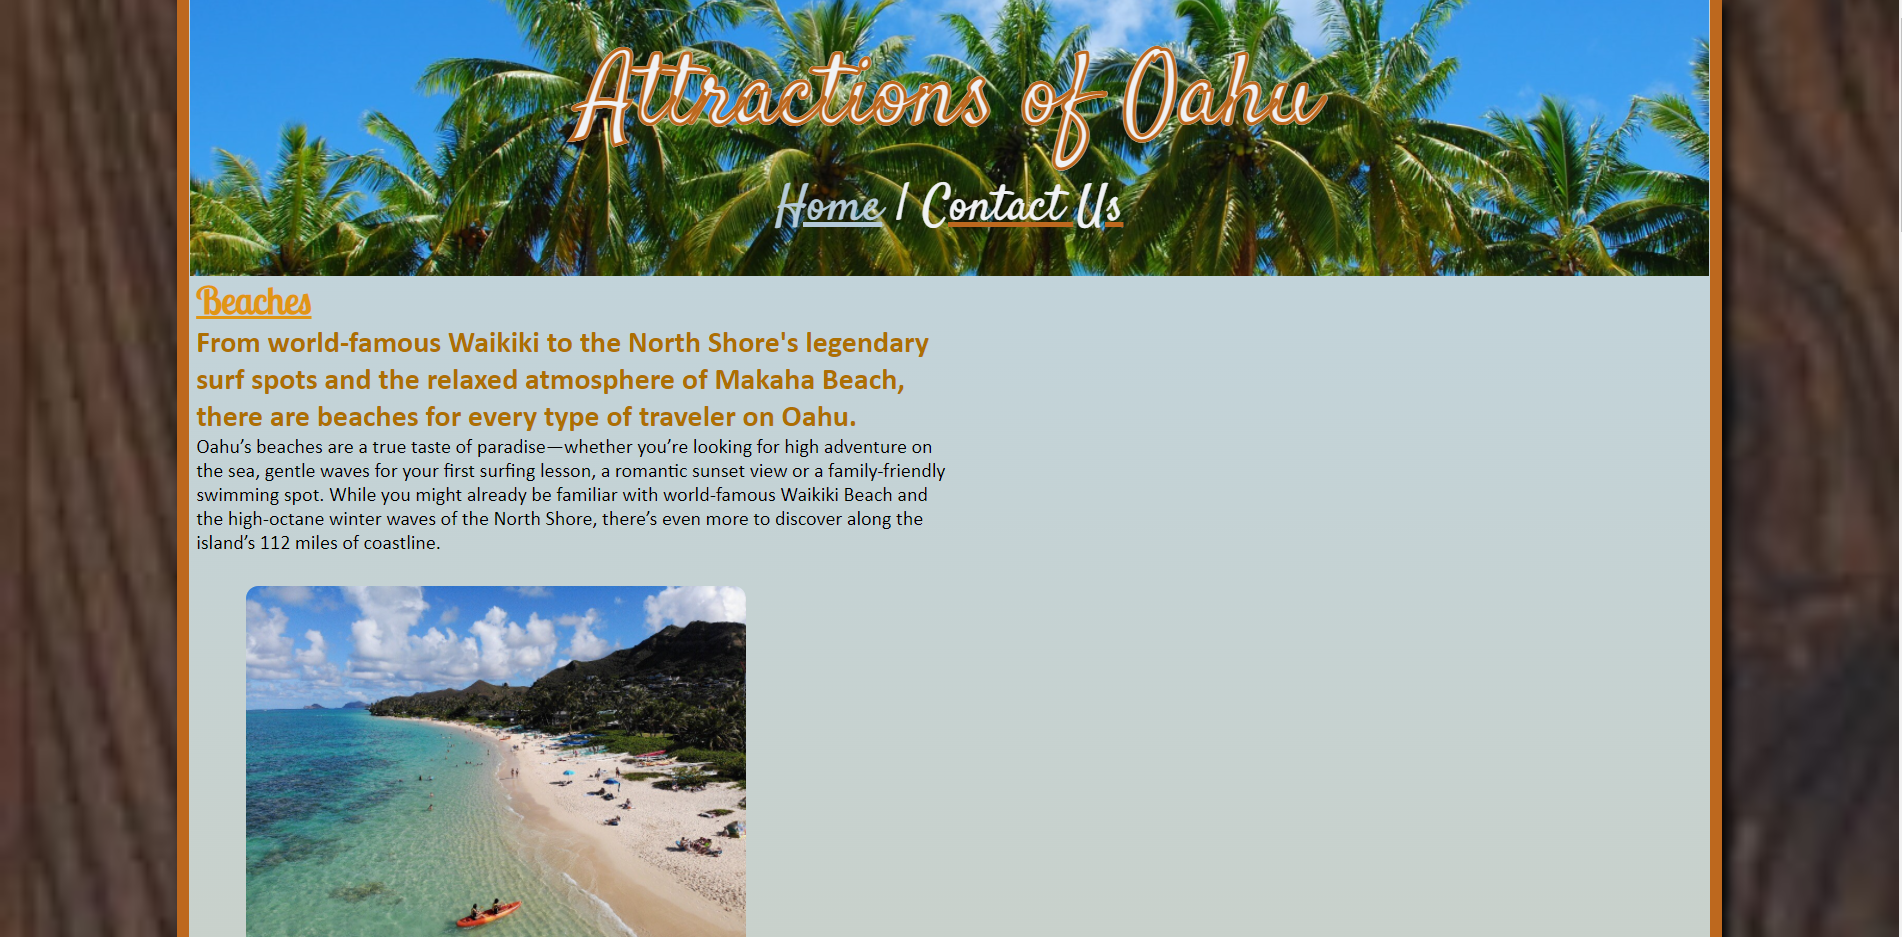 Attractions of Oahu
Home | Contact Us
Beaches
From world-famous Waikiki to the North Shore's legendary
surf spots and the relaxed atmosphere of Makaha Beach,
there are beaches for every type of traveler on Oahu.
Oahu’s beaches are a true taste of paradise—whether you’re looking for high adventure on
the sea, gentle waves for your first surfing lesson, a romantic sunset view or a family-friendly
swimming spot. While you might already be familiar with world-famous Waikiki Beach and
the high-octane winter waves of the North Shore, there’s even more to discover along the
island’s 112 miles of coastline.